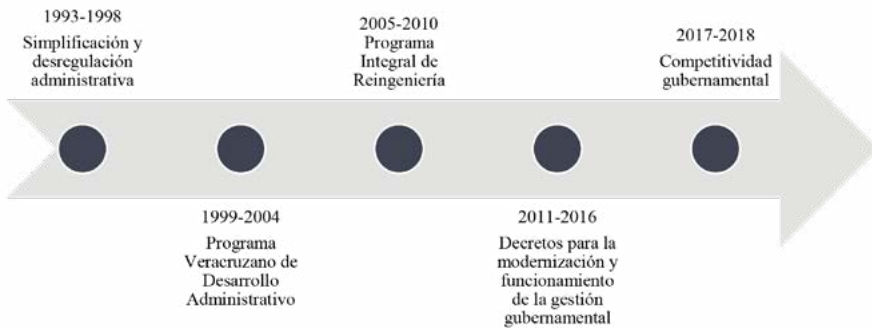 1993-1998
Simplificación y
desregulación
administrativa
1999-2004
Programa
Veracruzano de
Desarrollo
Administrativo
2005-2010
Programa
Integral de
Reingeniería
2011-2016
Decretos para la
modernización y
funcionamiento
de la gestión
gubernamental
2017-2018
Competitividad
gubernamental